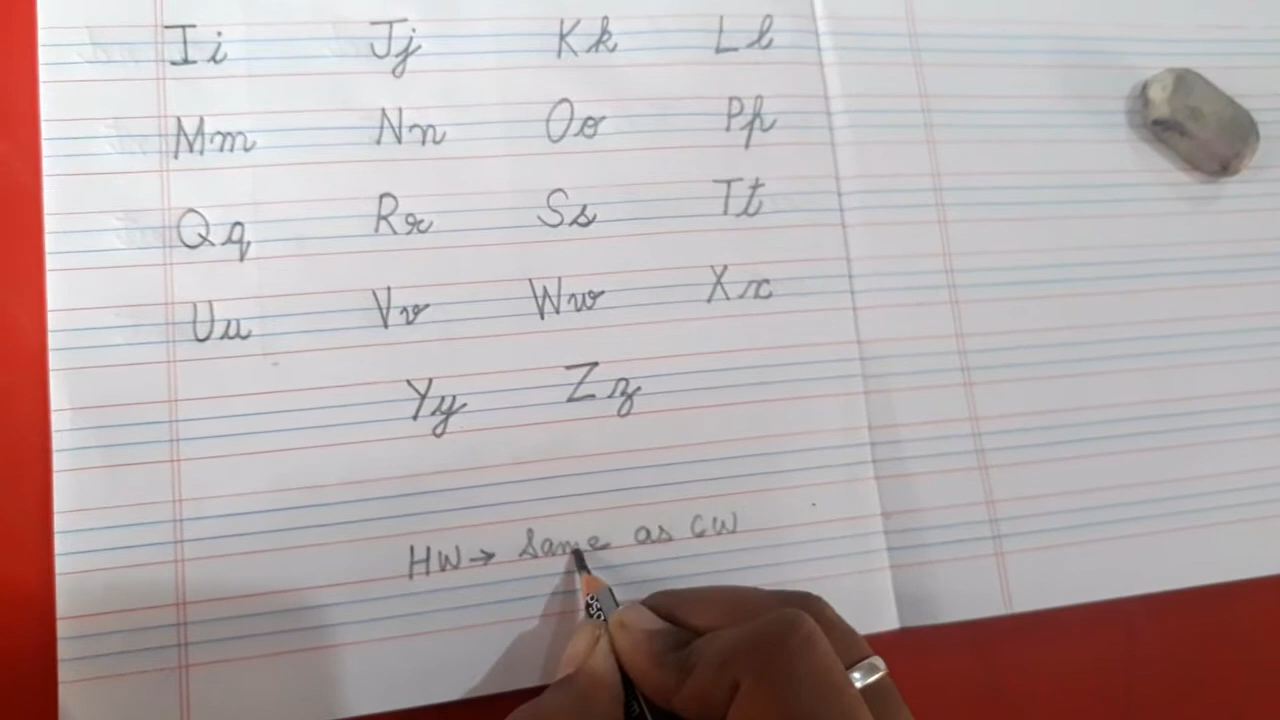 Ii Jj Kk Ll
Mm Nn Oo Pp
Qq Rr Ss Tt
Uu Vv Ww Xx
Yy Zz
HW → Same as CW